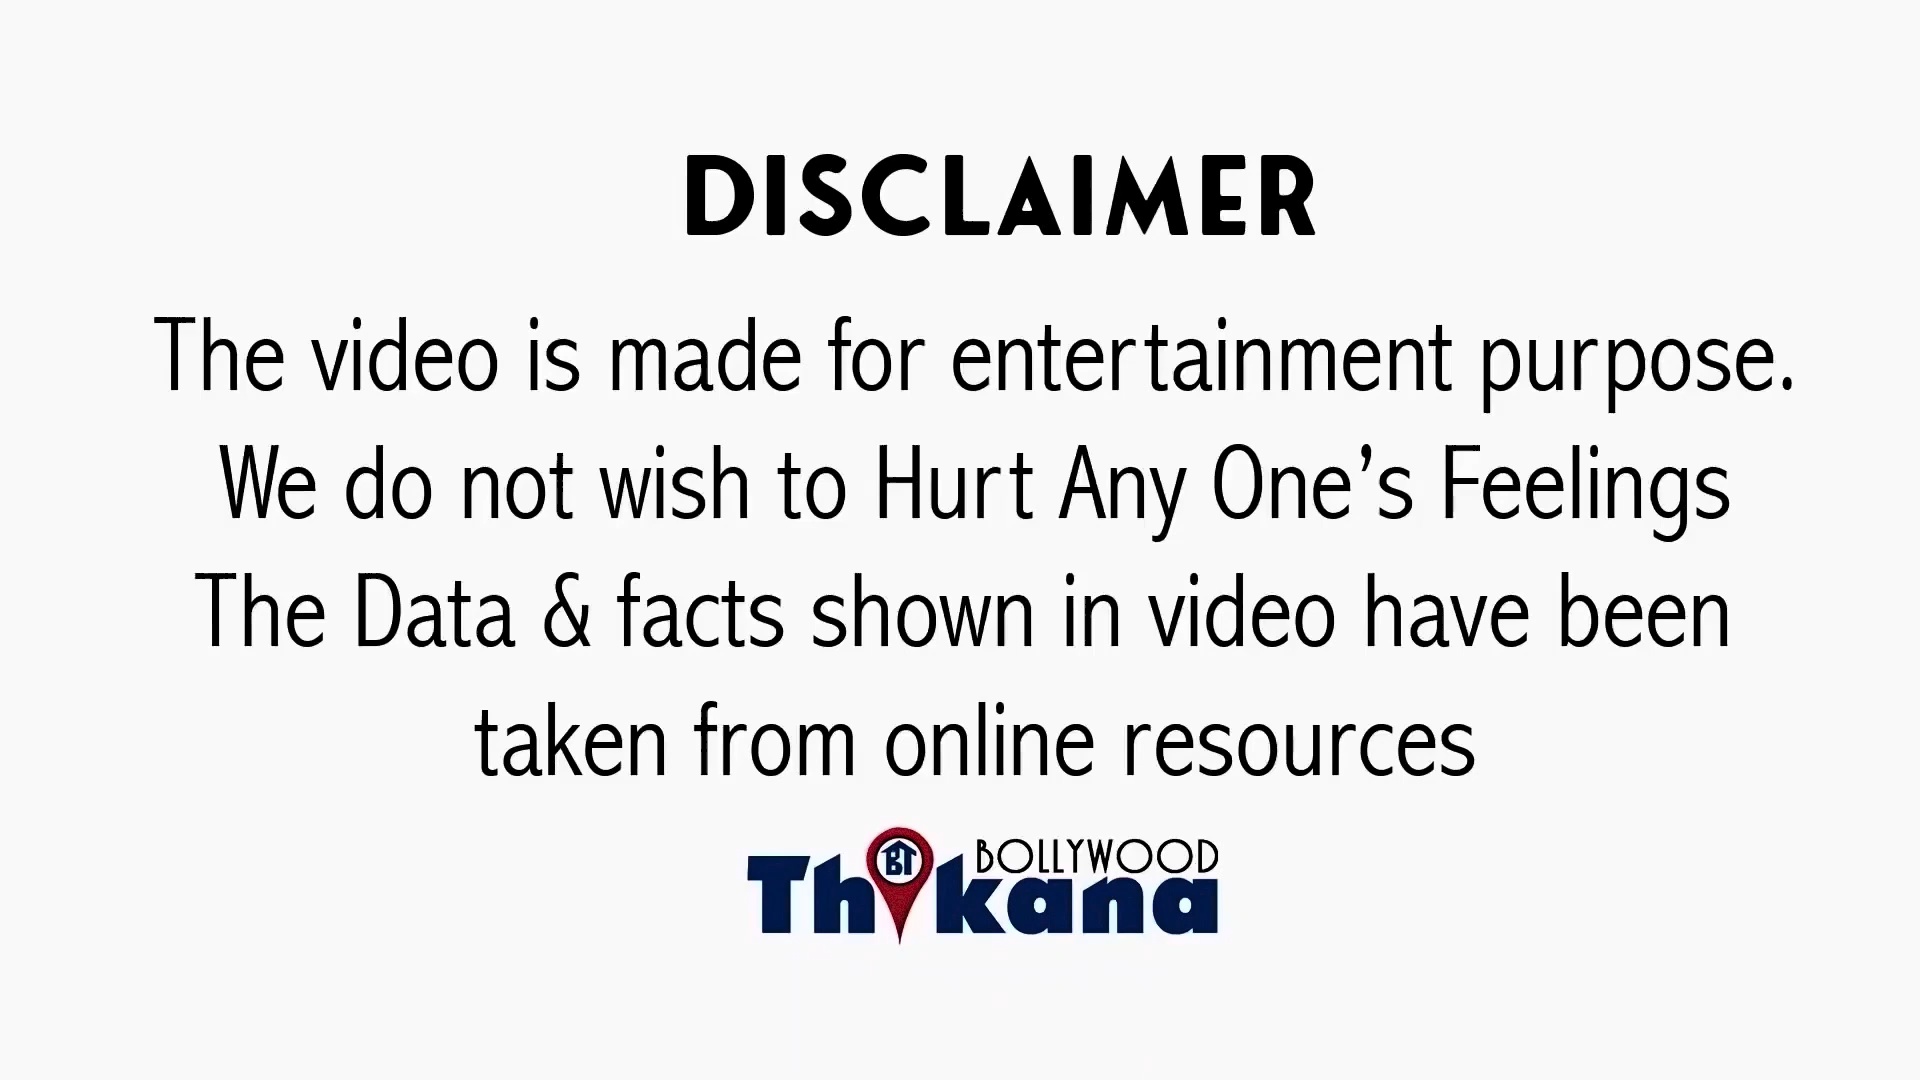 DISCLAIMER
The video is made for entertainment purpose.
We do not wish to Hurt Any One’s Feelings
The Data & facts shown in video have been
taken from online resources
BT
BOLLYWOOD
Thikana